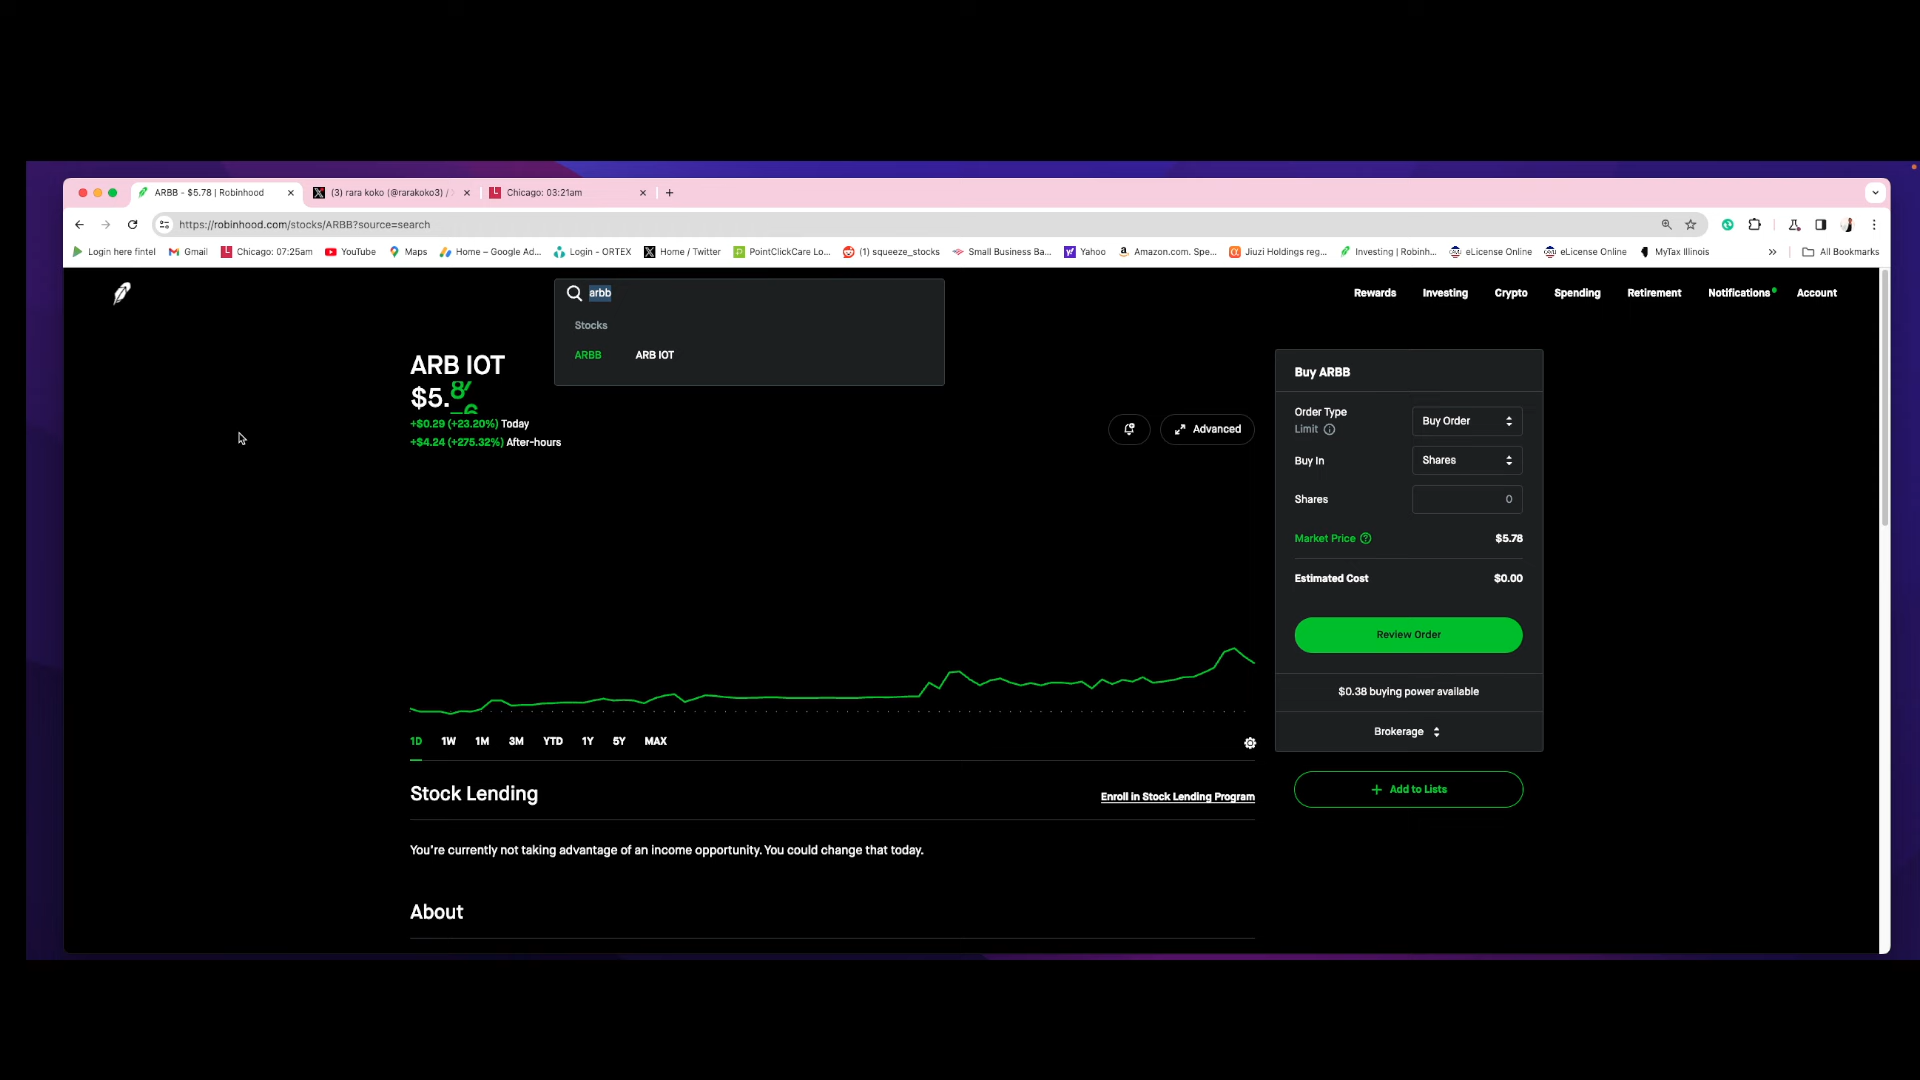 ARBB - $5.78 | Robinhood
(3) rara koko (@rarakoko3) /
Chicago: 03:21am
https://robinhood.com/stocks/ARBB?source=search
Login here fintel
Gmail
Chicago: 07:25am
YouTube
Maps
Home – Google Ad...
Login - ORTEX
Home / Twitter
PointClickCare Lo...
(1) squeeze_stocks
Small Business Ba...
Yahoo
Amazon.com. Spe...
Jiuzi Holdings reg...
Investing | Robinh...
eLicense Online
eLicense Online
MyTax Illinois
All Bookmarks
arbb
Rewards
Investing
Crypto
Spending
Retirement
Notifications
Account
Stocks
ARBB ARB IOT
ARB IOT
$5.
+$0.29 (+23.20%) Today
+$4.24 (+275.32%) After-hours
Advanced
Buy ARBB
Order Type
Limit
Buy Order
Buy In
Shares
Shares
0
Market Price
$5.78
Estimated Cost
$0.00
Review Order
$0.38 buying power available
Brokerage
Add to Lists
1D 1W 1M 3M YTD 1Y 5Y MAX
Stock Lending
Enroll in Stock Lending Program
You're currently not taking advantage of an income opportunity. You could change that today.
About